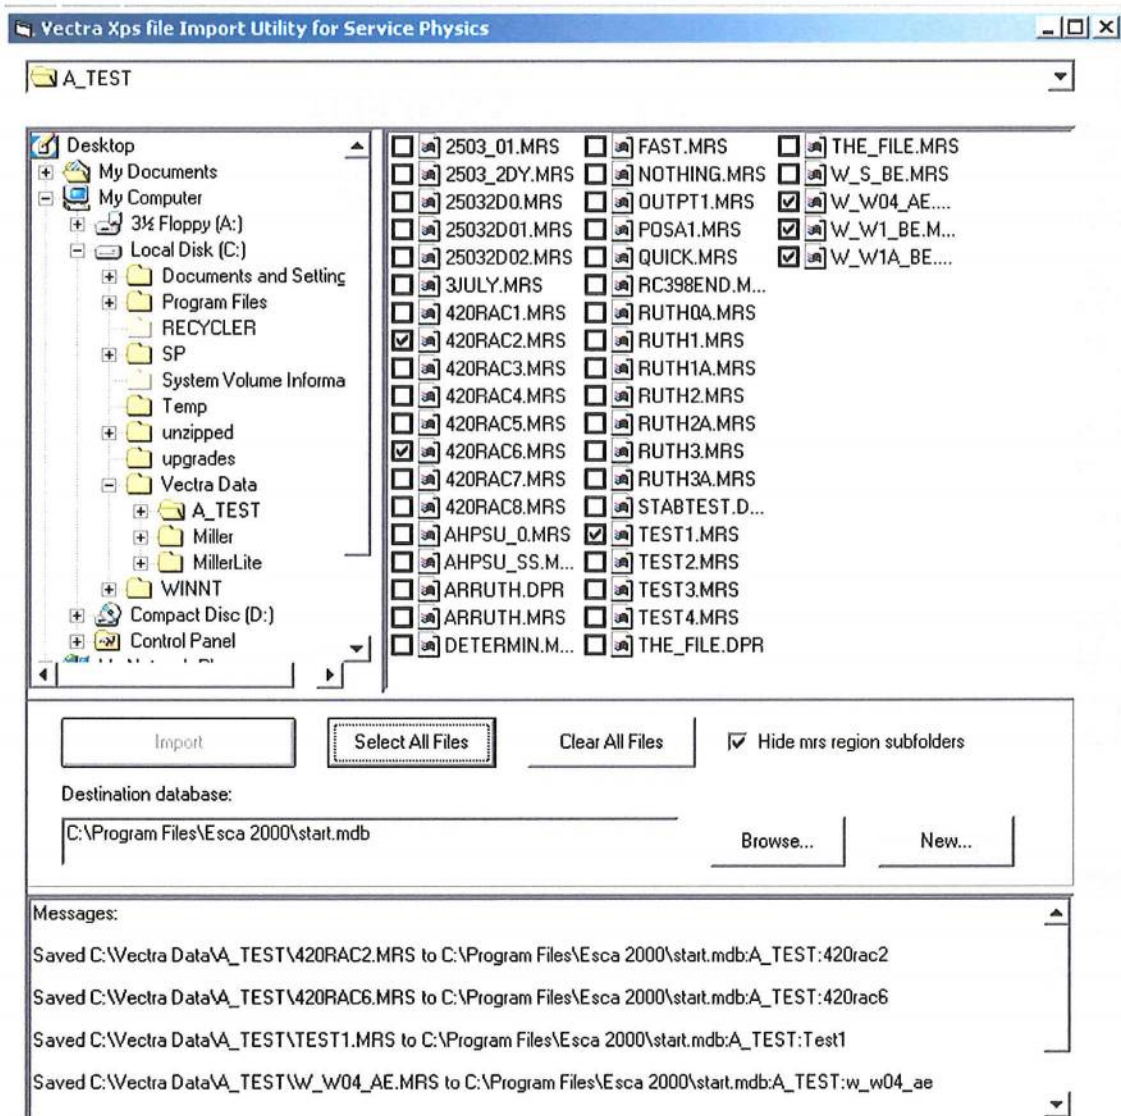 Vectra Xps file Import Utility for Service Physics
A_TEST
Desktop
My Documents
My Computer
3½ Floppy (A:)
Local Disk (C:)
Documents and Setting
Program Files
RECYCLER
SP
System Volume Informa
Temp
unzipped
upgrades
Vectra Data
A_TEST
Miller
MillerLite
WINNT
Compact Disc (D:)
Control Panel
2503_01.MRS
2503_2DY.MRS
25032D0.MRS
25032D01.MRS
25032D02.MRS
3JULY.MRS
420RAC1.MRS
420RAC2.MRS
420RAC3.MRS
420RAC4.MRS
420RAC5.MRS
420RAC6.MRS
420RAC7.MRS
420RAC8.MRS
AHPSU_0.MRS
AHPSU_SS.M...
ARRUTH.DPR
ARRUTH.MRS
DETERMIN.M...
FAST.MRS
NOTHING.MRS
OUTPT1.MRS
POSA1.MRS
QUICK.MRS
RC398END.M...
RUTH0A.MRS
RUTH1.MRS
RUTH1A.MRS
RUTH2.MRS
RUTH2A.MRS
RUTH3.MRS
RUTH3A.MRS
STABTEST.D...
TEST1.MRS
TEST2.MRS
TEST3.MRS
TEST4.MRS
THE_FILE.DPR
THE_FILE.MRS
W_S_BE.MRS
W_W04_AE....
W_W1_BE.M...
W_W1A_BE....
Import
Select All Files
Clear All Files
Hide mrs region subfolders
Destination database:
C:\Program Files\Esca 2000\start.mdb
Browse...
New...
Messages:
Saved C:\Vectra Data\A_TEST\420RAC2.MRS to C:\Program Files\Esca 2000\start.mdb:A_TEST:420rac2
Saved C:\Vectra Data\A_TEST\420RAC6.MRS to C:\Program Files\Esca 2000\start.mdb:A_TEST:420rac6
Saved C:\Vectra Data\A_TEST\TEST1.MRS to C:\Program Files\Esca 2000\start.mdb:A_TEST:Test1
Saved C:\Vectra Data\A_TEST\W_W04_AE.MRS to C:\Program Files\Esca 2000\start.mdb:A_TEST:w_w04_ae